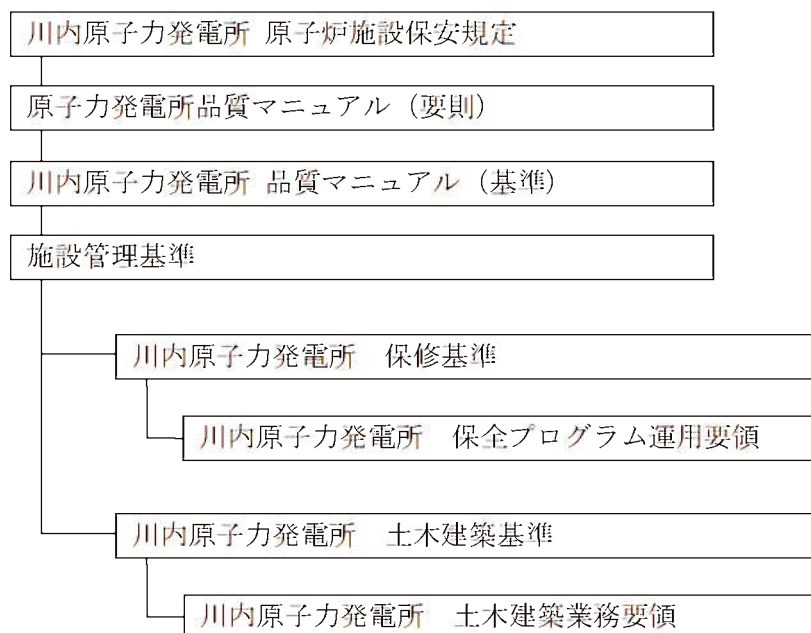 川内原子力発電所 原子炉施設保安規定
原子力発電所品質マニュアル（要則）
川内原子力発電所 品質マニュアル（基準）
施設管理基準
川内原子力発電所　保修基準
川内原子力発電所　保全プログラム運用要領
川内原子力発電所　土木建築基準
川内原子力発電所　土木建築業務要領